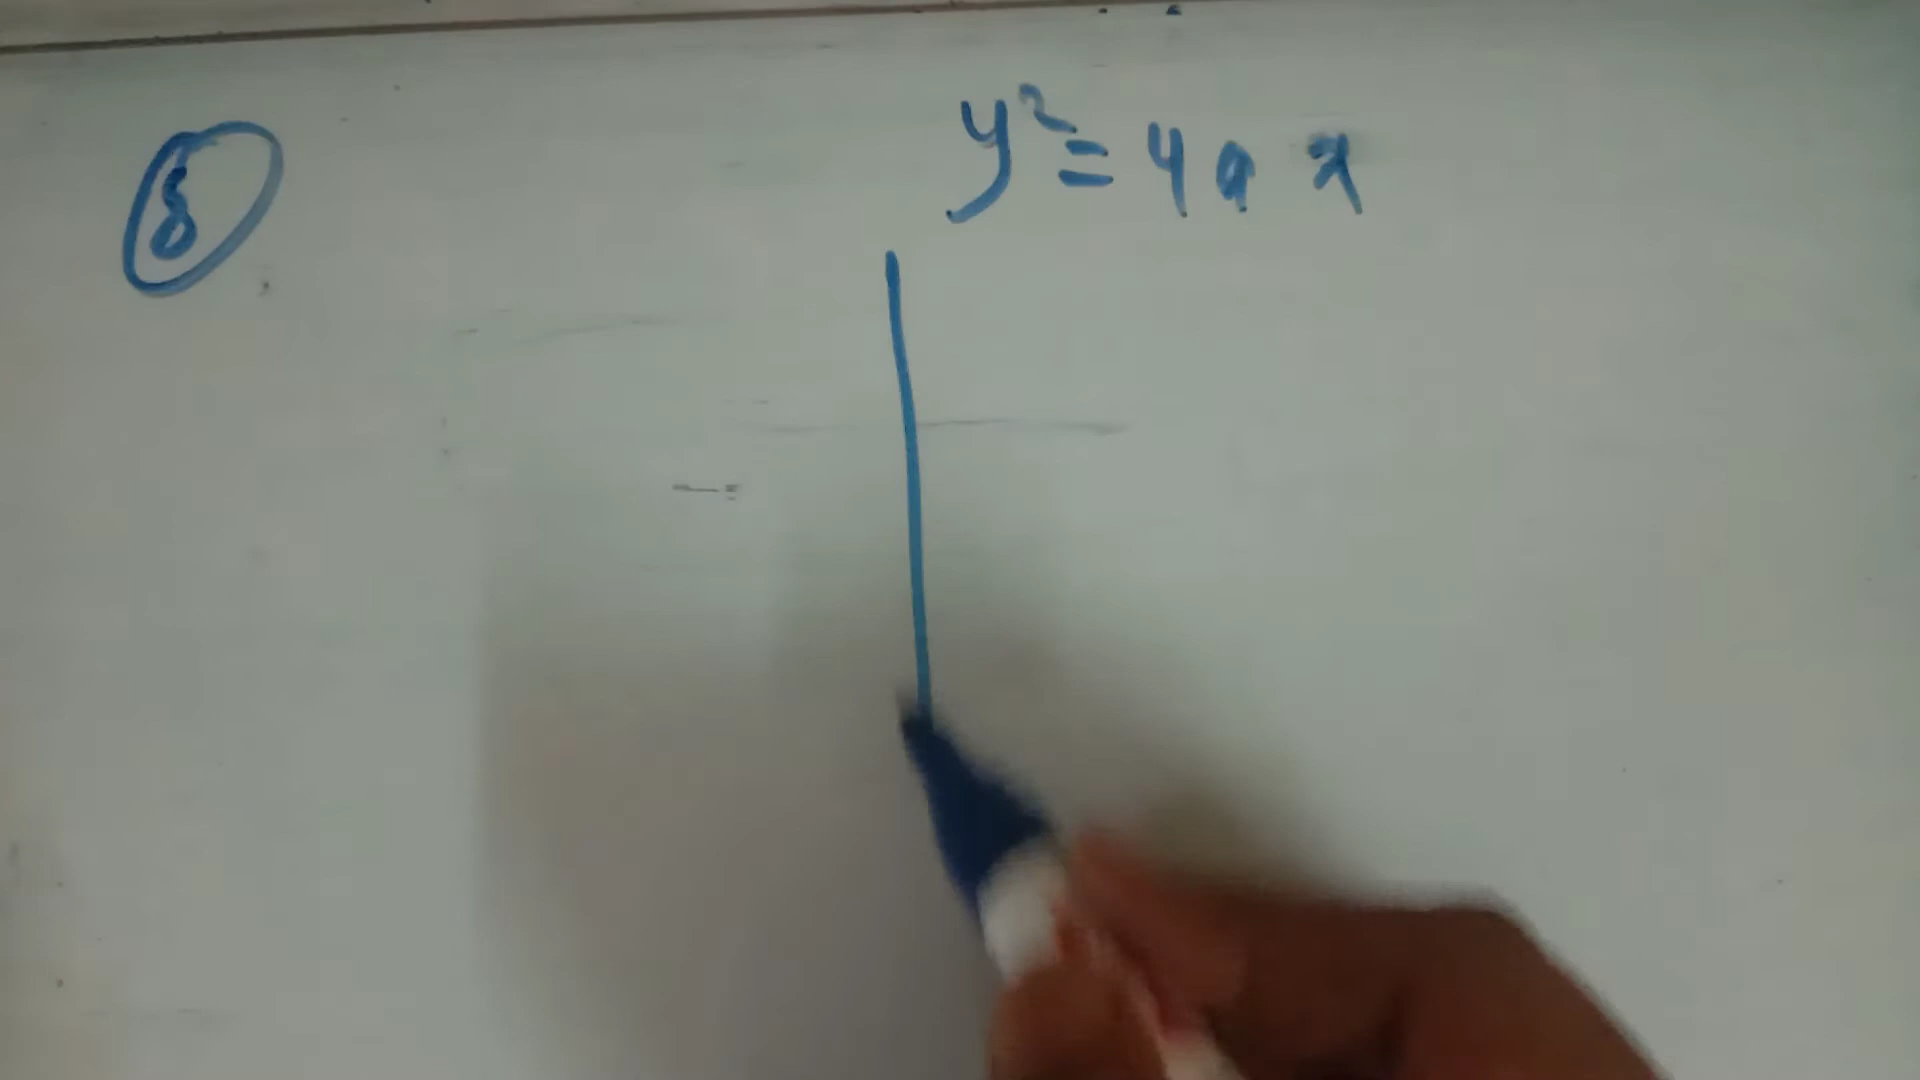 8
y² = 4ax